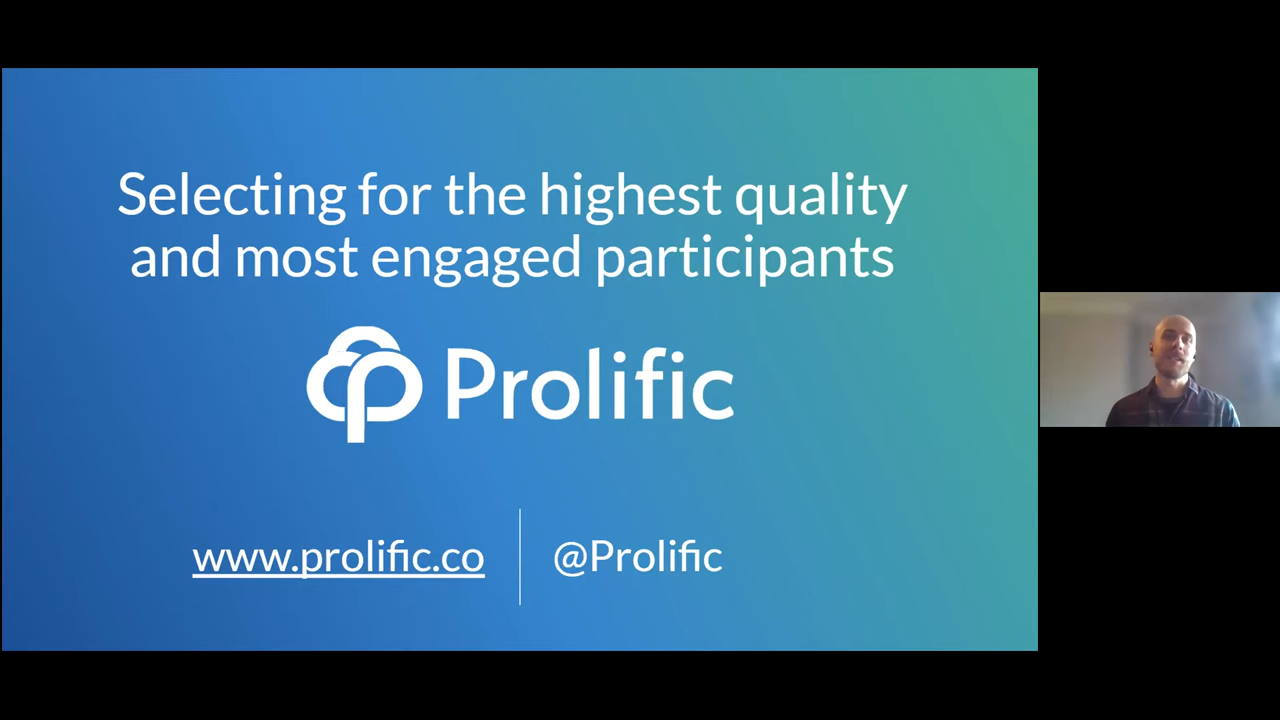 Selecting for the highest quality
and most engaged participants
Prolific
www.prolific.co
@Prolific